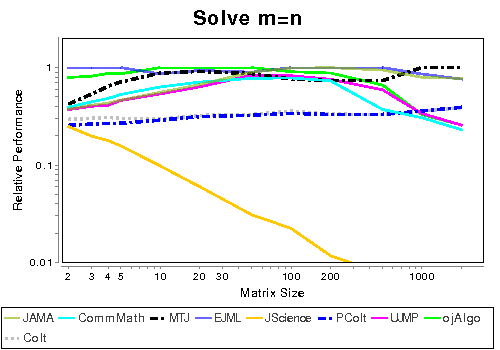 Solve m=n
Relative Performance
1
0.1
0.01
2 3 4 5 10 20 30 100 200 1000
Matrix Size
JAMA CommMath MTJ EJML JScience PColt UJMP ojAlgo
Colt